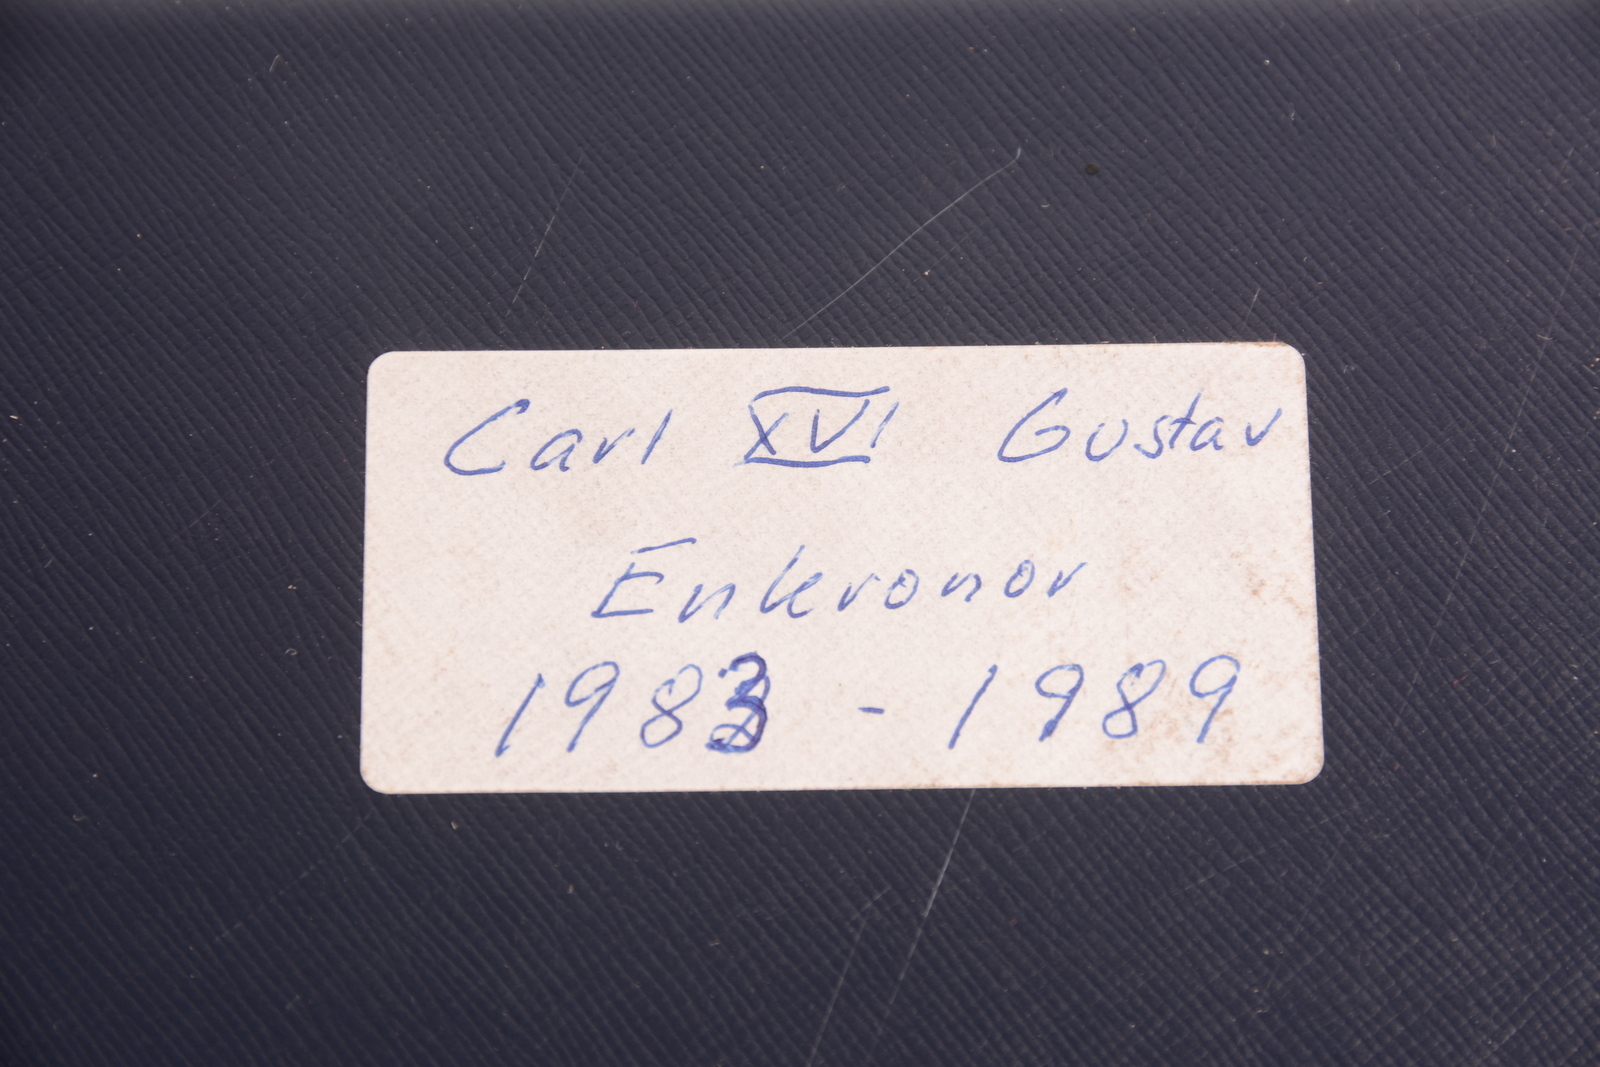 Carl XVI Gustav
Enkronor
1983 - 1989